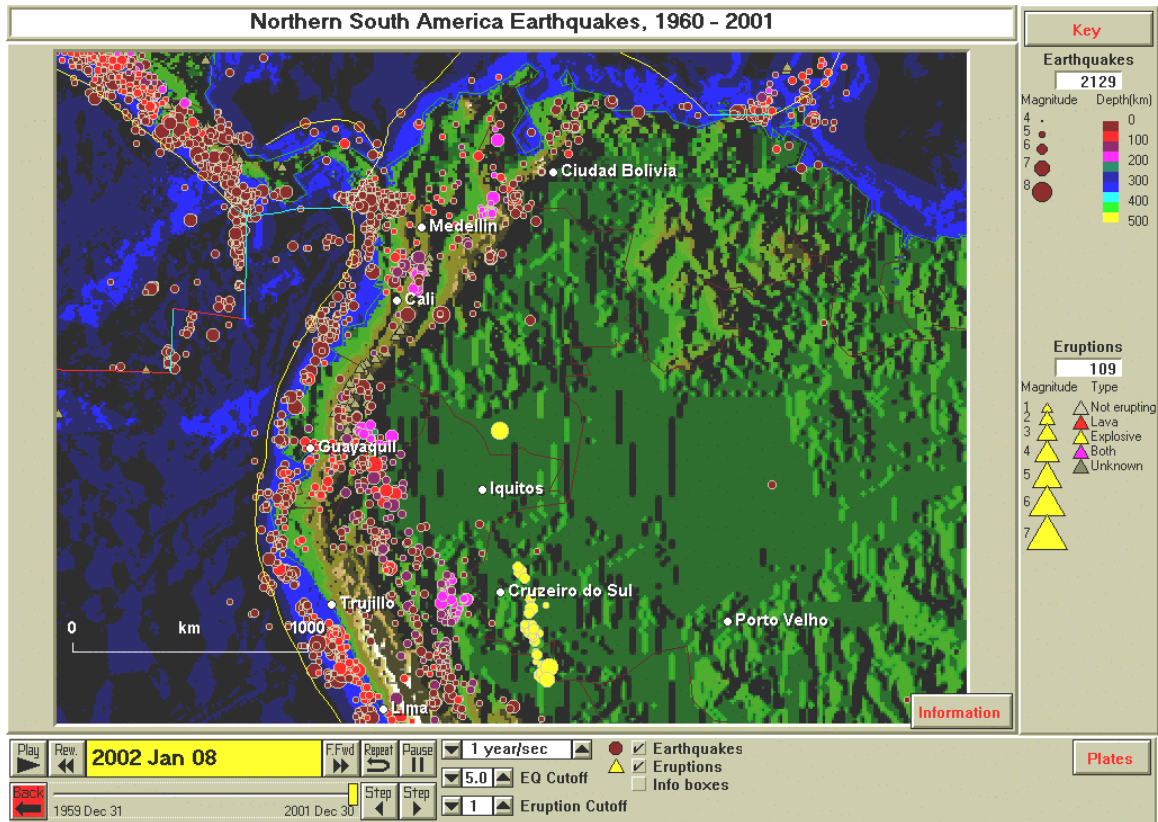 Northern South America Earthquakes, 1960 - 2001
Key
Earthquakes
2129
Magnitude Depth(km)
4
5
6
7
8
0
100
200
300
400
500
Ciudad Bolivia
Medellin
Cali
Guayaquil
Iquitos
Cruzeiro do Sul
Trujillo
Porto Velho
0 km 1000
Lima
Eruptions
109
Magnitude Type
1
2
3
4
5
6
7
Not erupting
Lava
Explosive
Both
Unknown
Information
Play
Rew.
2002 Jan 08
F.Fwd
Repeat
Pause
1 year/sec
Earthquakes
Eruptions
Info boxes
5.0 EQ Cutoff
1 Eruption Cutoff
Back
1959 Dec 31
2001 Dec 30
Step
Step
Plates